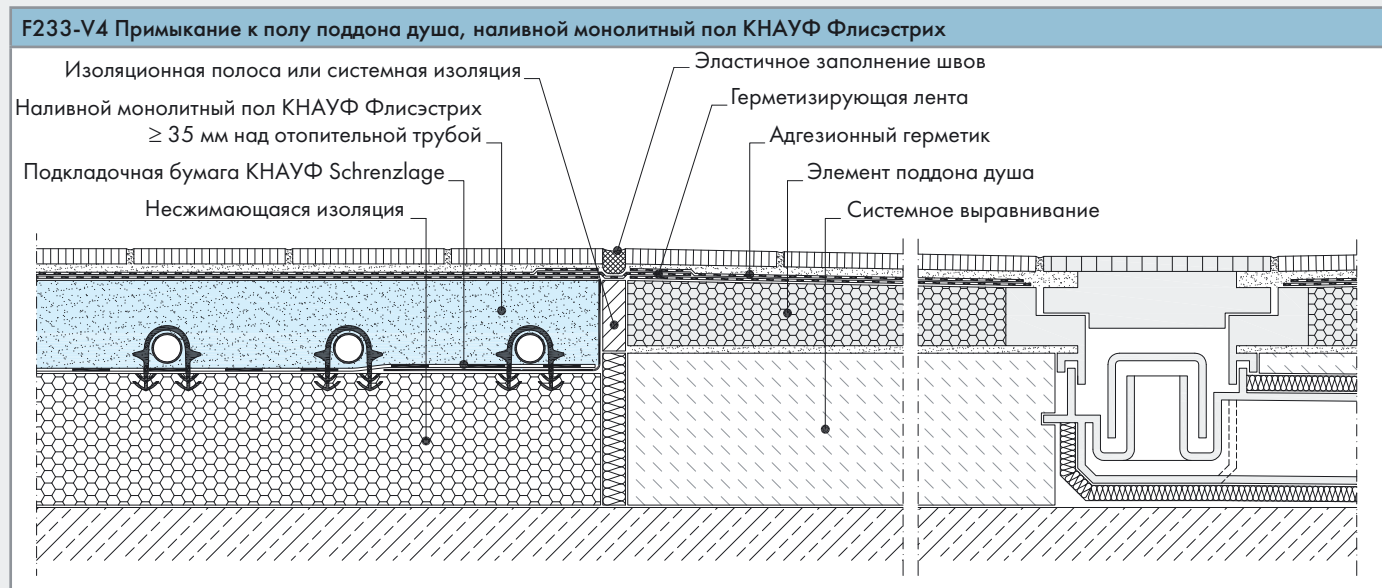 F233-V4 Примыкание к полу поддона душа, наливной монолитный пол КНАУФ Флисэстрих
Изоляционная полоса или системная изоляция
Наливной монолитный пол КНАУФ Флисэстрих
≥ 35 мм над отопительной трубой
Подкладочная бумага КНАУФ Schrenzlage
Несжимающаяся изоляция
Эластичное заполнение швов
Герметизирующая лента
Адгезионный герметик
Элемент поддона душа
Системное выравнивание